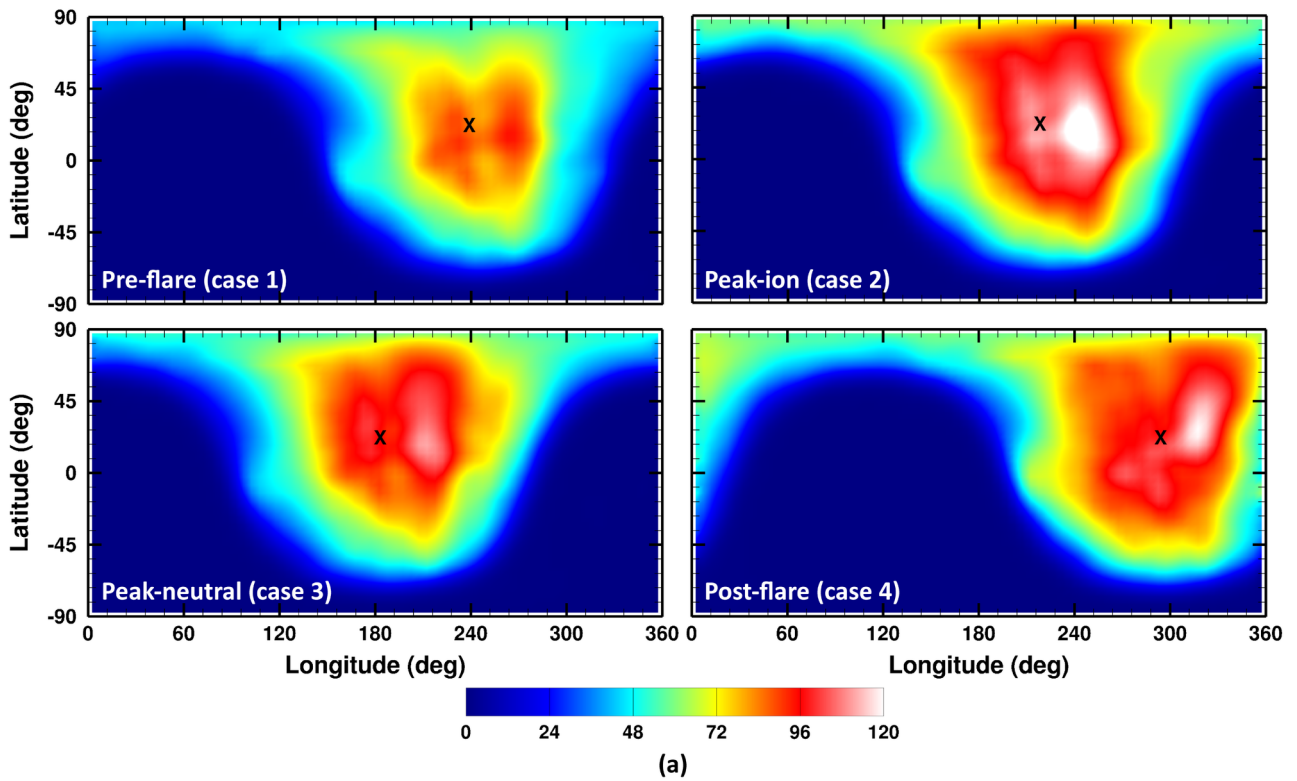 90
45
0
-45
-90
Latitude (deg)
Pre-flare (case 1)
X
Peak-ion (case 2)
X
90
45
0
-45
-90
Latitude (deg)
Peak-neutral (case 3)
X
Post-flare (case 4)
X
0 60 120 180 240 300 360
0 60 120 180 240 300 360
Longitude (deg)
Longitude (deg)
0 24 48 72 96 120
(a)